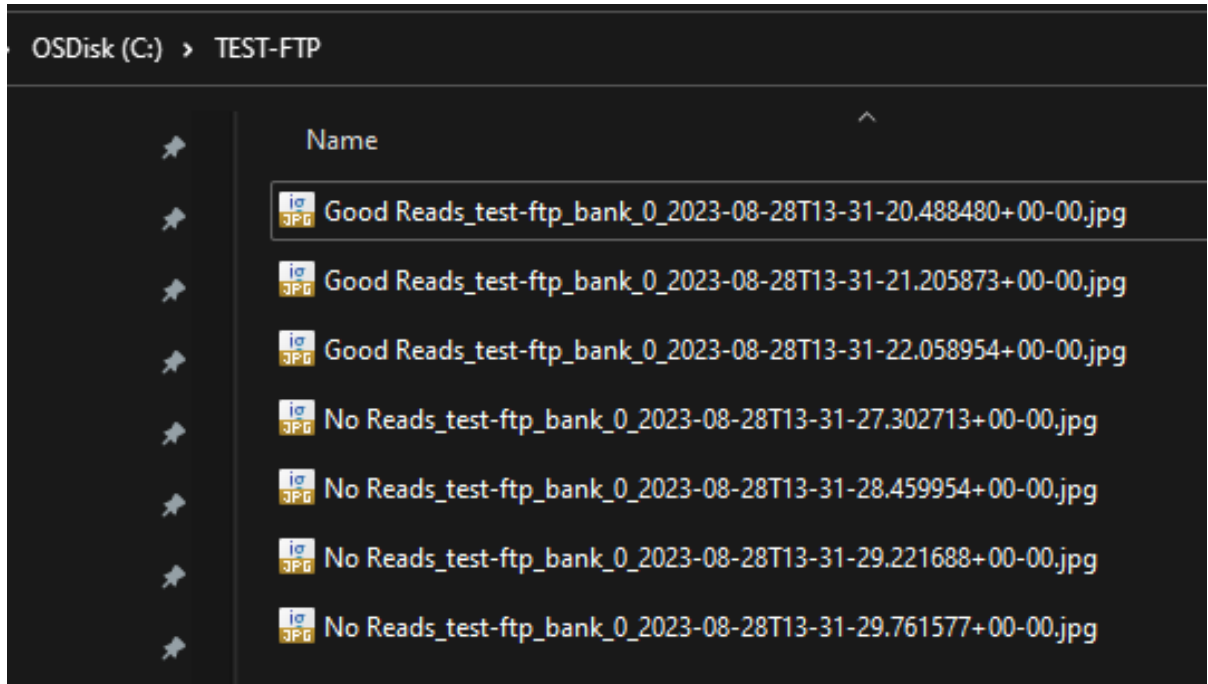 OSDisk (C:) › TEST-FTP
Name
Good Reads_test-ftp_bank_0_2023-08-28T13-31-20.488480+00-00.jpg
Good Reads_test-ftp_bank_0_2023-08-28T13-31-21.205873+00-00.jpg
Good Reads_test-ftp_bank_0_2023-08-28T13-31-22.058954+00-00.jpg
No Reads_test-ftp_bank_0_2023-08-28T13-31-27.302713+00-00.jpg
No Reads_test-ftp_bank_0_2023-08-28T13-31-28.459954+00-00.jpg
No Reads_test-ftp_bank_0_2023-08-28T13-31-29.221688+00-00.jpg
No Reads_test-ftp_bank_0_2023-08-28T13-31-29.761577+00-00.jpg